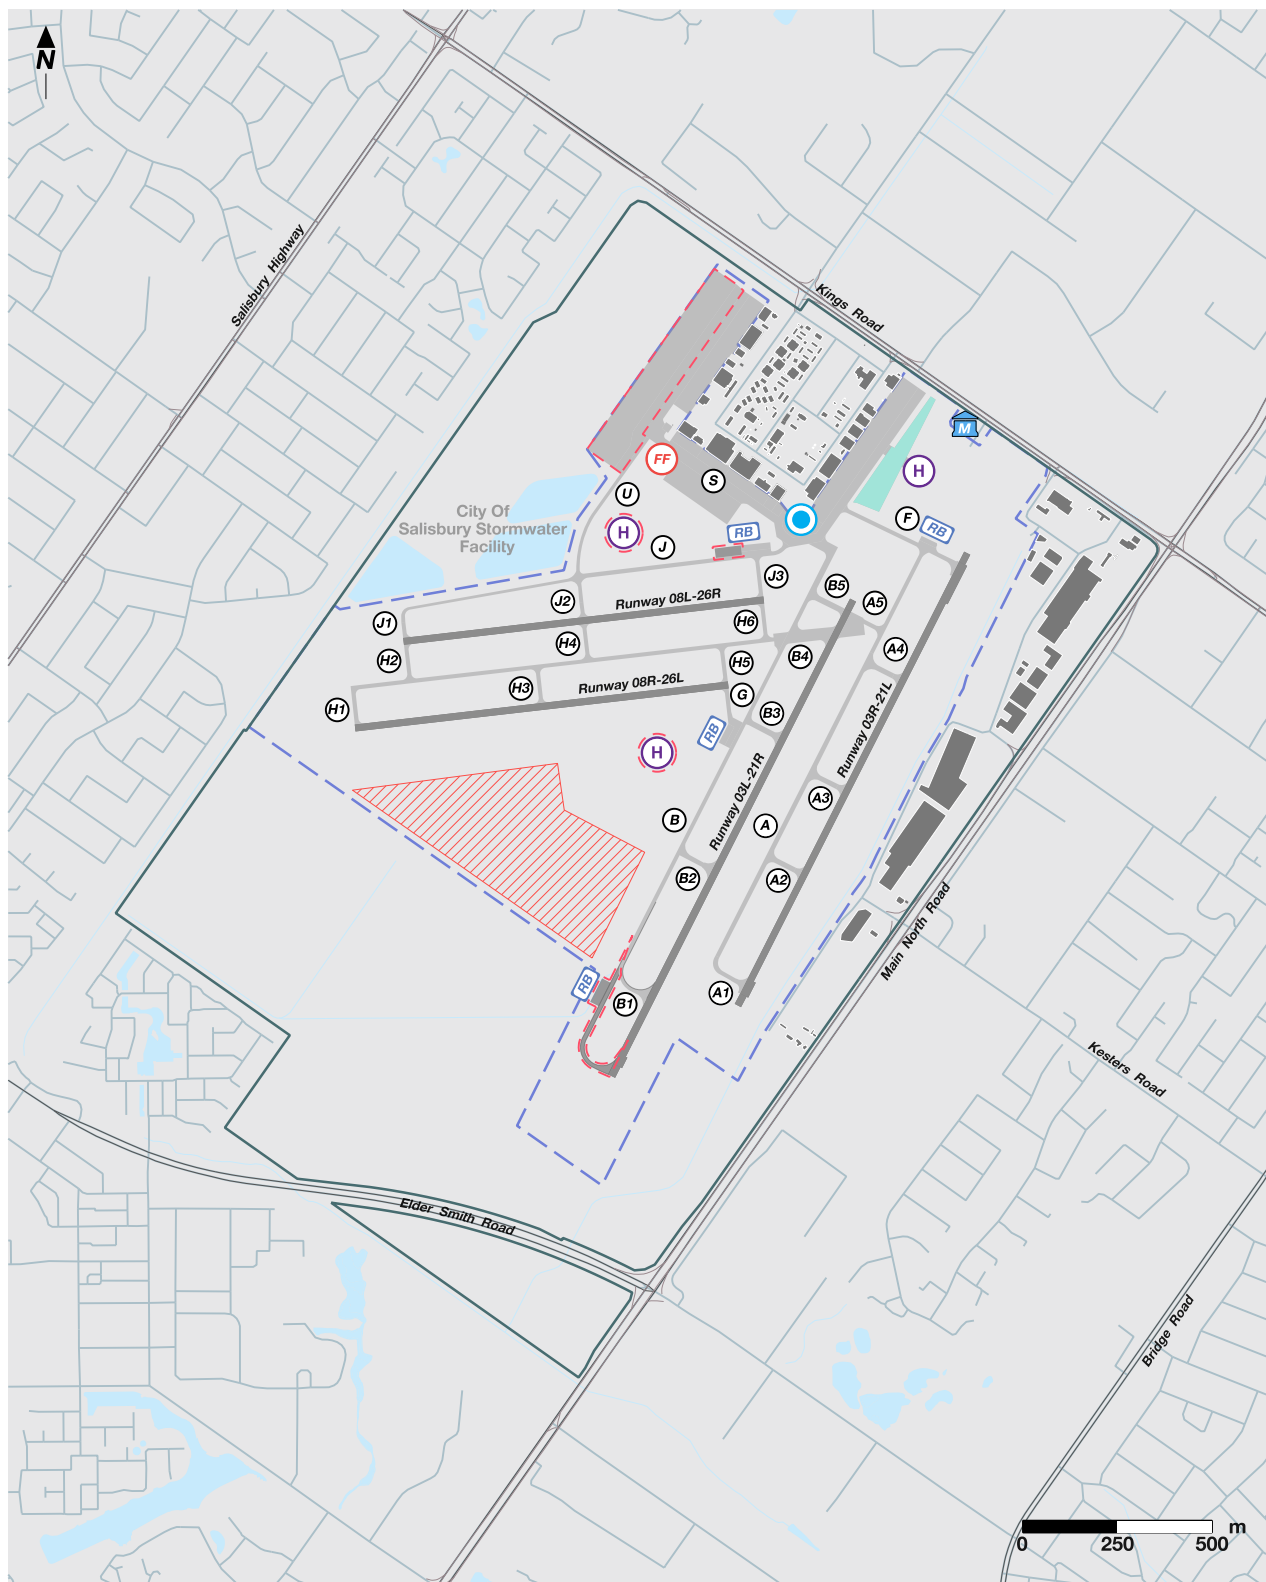 N
Salisbury Highway
Kings Road
M
FF
H
S
U
F
RB
City Of
Salisbury Stormwater
Facility
H
RB
J
J3
B5
J2
Runway 08L-26R
A5
J1
H6
H4
A4
H2
B4
H5
H3
Runway 08R-26L
G
H1
B3
RB
H
Runway 03R-21L
Runway 03L-21R
A3
B
A
B2
A2
Main North Road
RB
A1
B1
Kesters Road
Elder Smith Road
Bridge Road
m
0 250 500